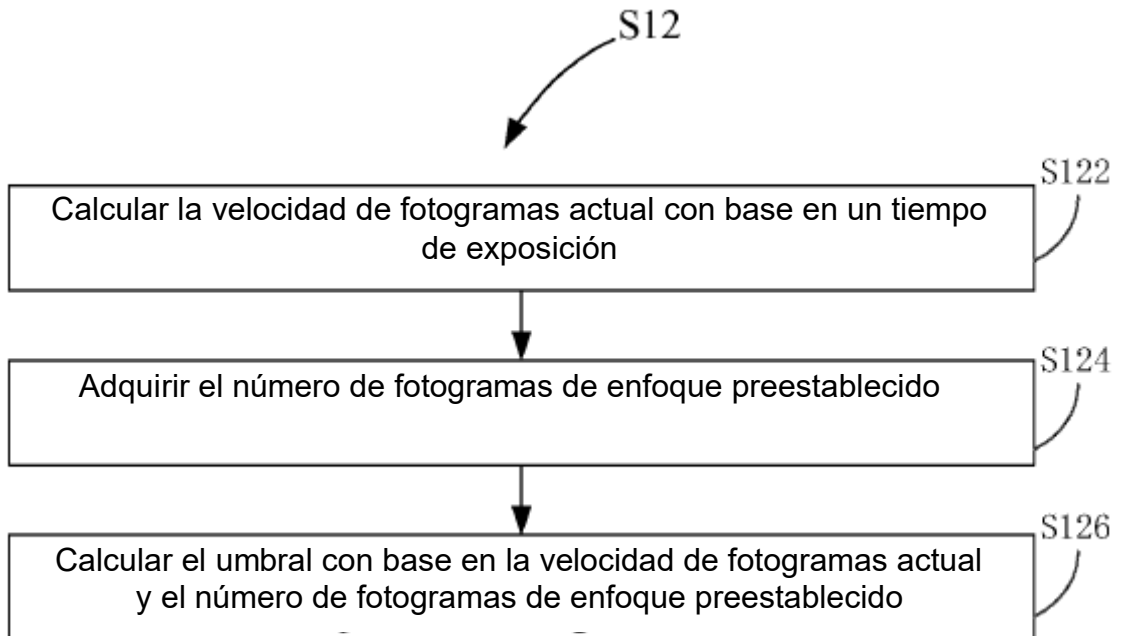 S12
S122
Calcular la velocidad de fotogramas actual con base en un tiempo
de exposición
S124
Adquirir el número de fotogramas de enfoque preestablecido
S126
Calcular el umbral con base en la velocidad de fotogramas actual
y el número de fotogramas de enfoque preestablecido